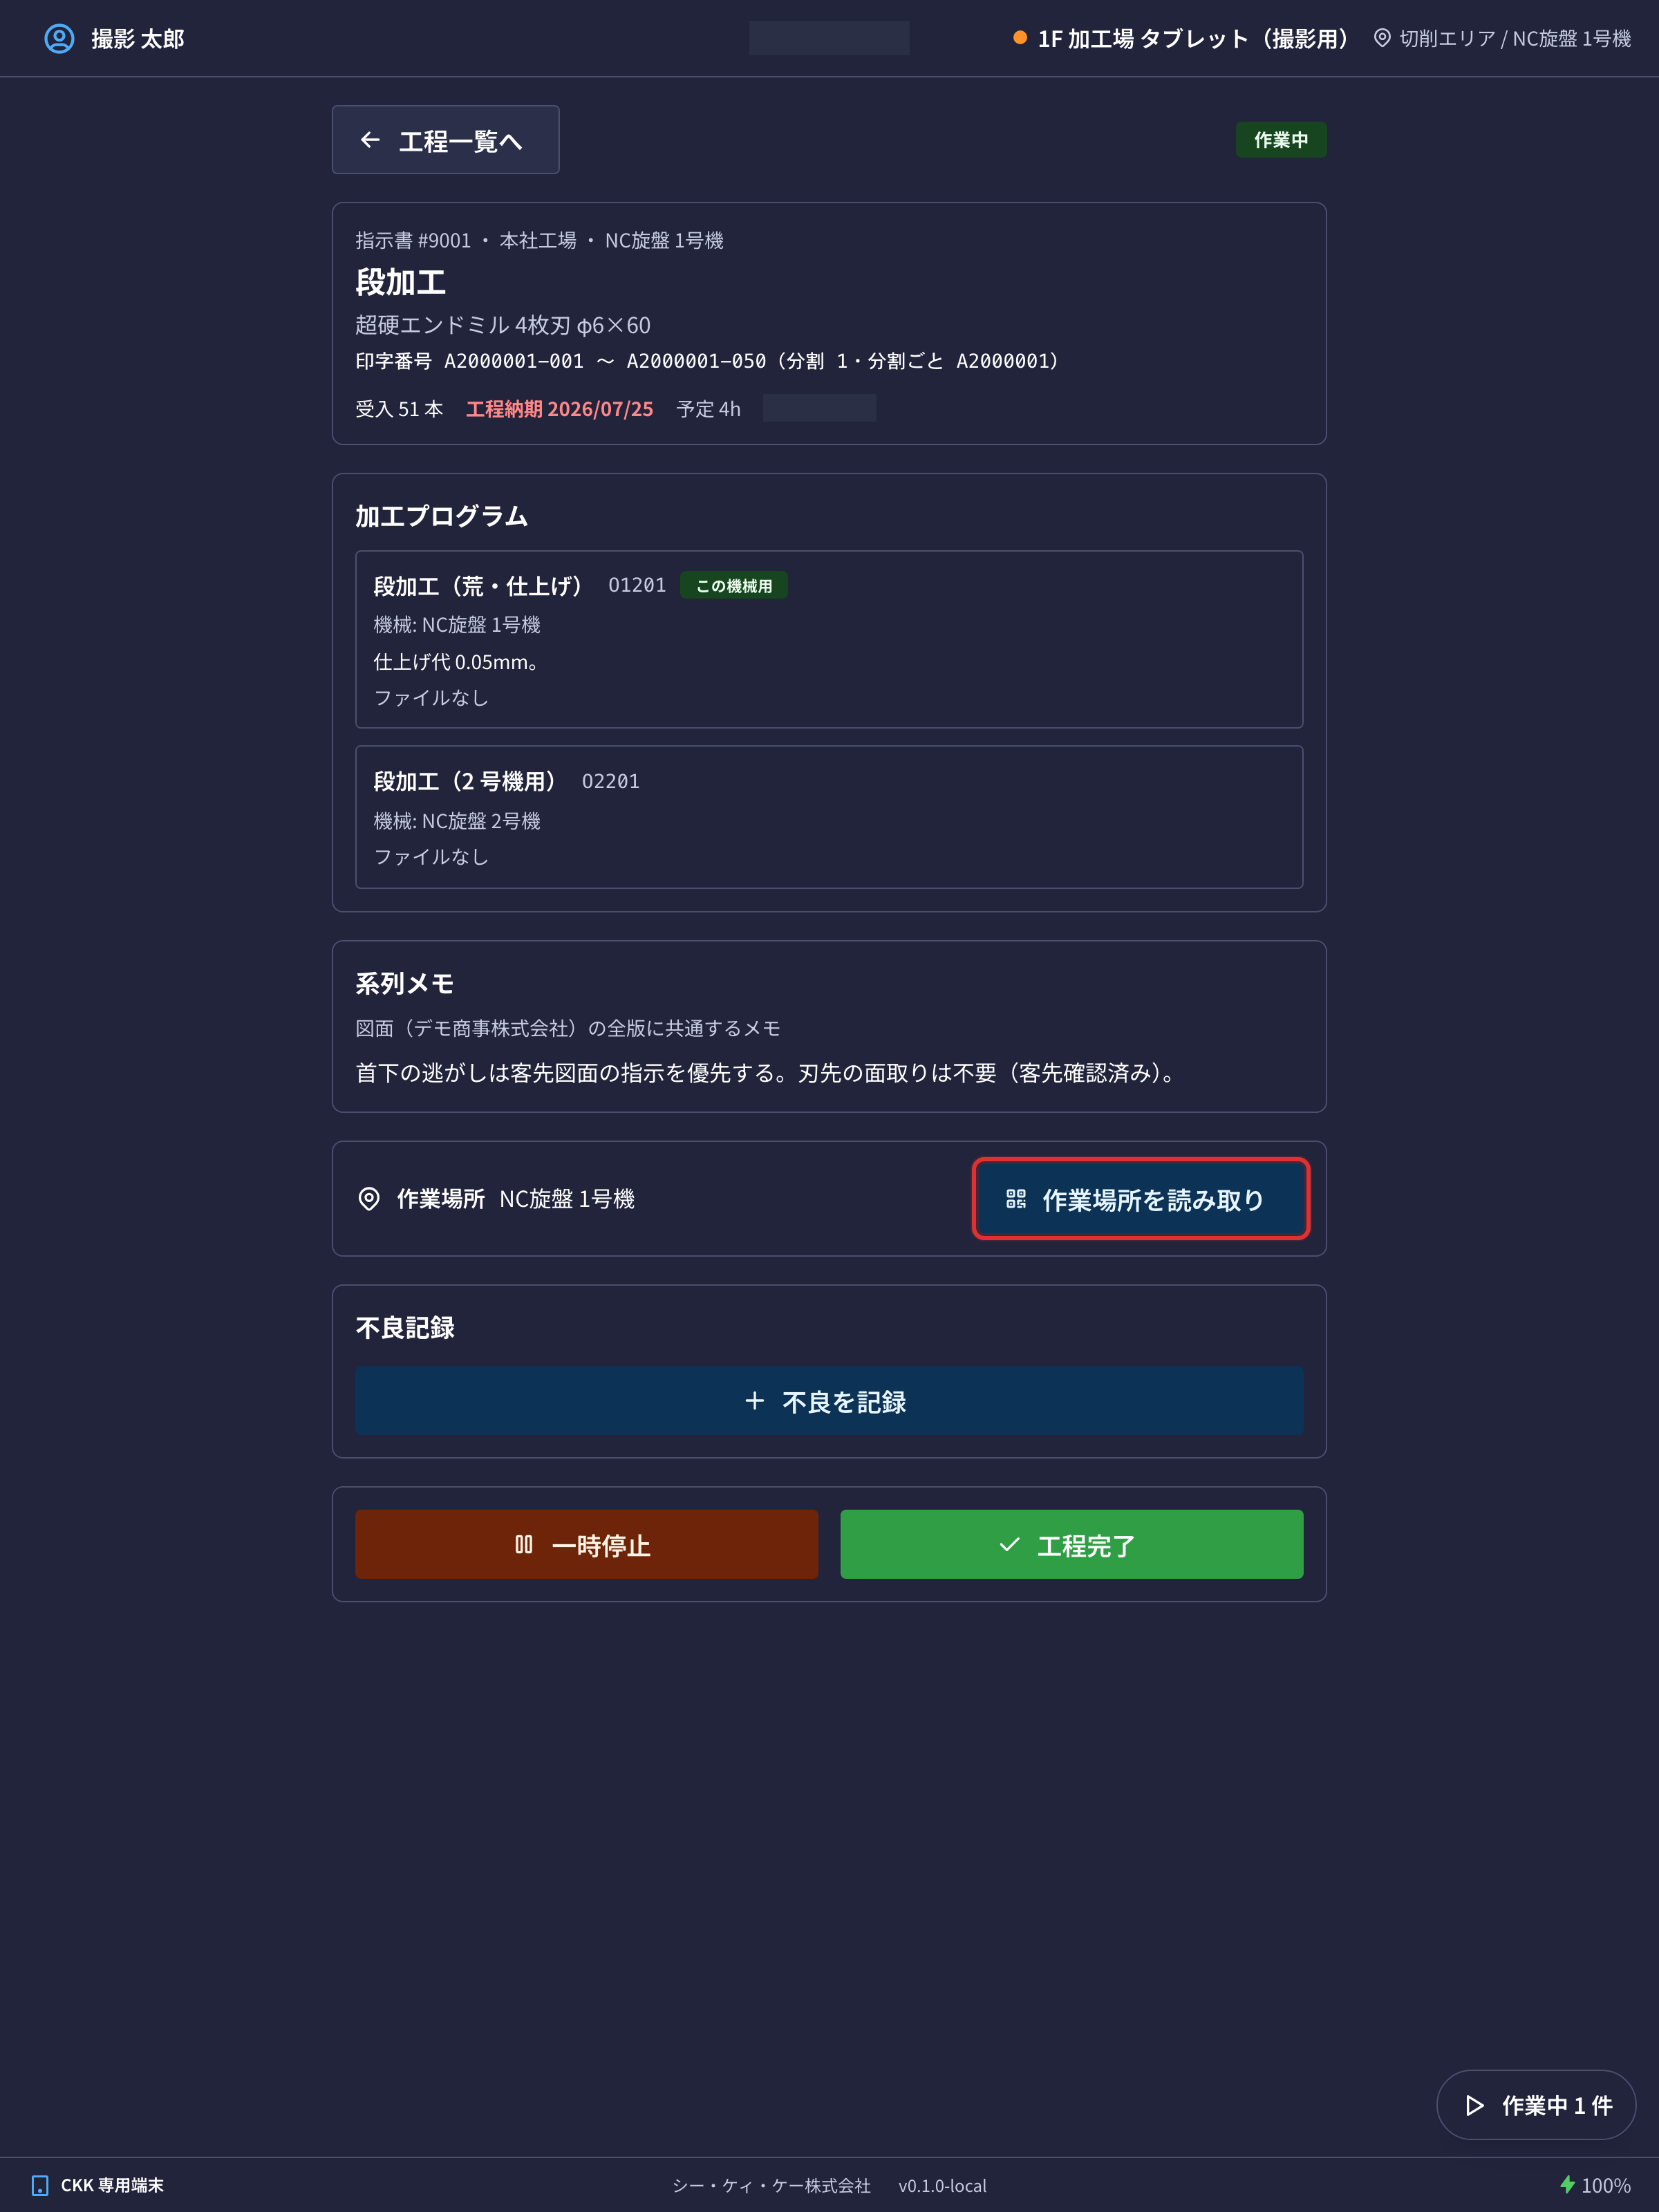 撮影 太郎
1F 加工場 タブレット（撮影用） 切削エリア / NC旋盤 1号機
工程一覧へ
作業中
指示書 #9001 ・ 本社工場 ・ NC旋盤 1号機
段加工
超硬エンドミル 4枚刃 φ6×60
印字番号 A2000001-001 〜 A2000001-050（分割 1・分割ごと A2000001）
受入 51 本 工程納期 2026/07/25 予定 4h
加工プログラム
段加工（荒・仕上げ） O1201 この機械用
機械: NC旋盤 1号機
仕上げ代 0.05mm。
ファイルなし
段加工（2 号機用） O2201
機械: NC旋盤 2号機
ファイルなし
系列メモ
図面（デモ商事株式会社）の全版に共通するメモ
首下の逃がしは客先図面の指示を優先する。刃先の面取りは不要（客先確認済み）。
作業場所 NC旋盤 1号機
作業場所を読み取り
不良記録
不良を記録
一時停止
工程完了
作業中 1 件
CKK 専用端末
シー・ケィ・ケー株式会社 v0.1.0-local
100%